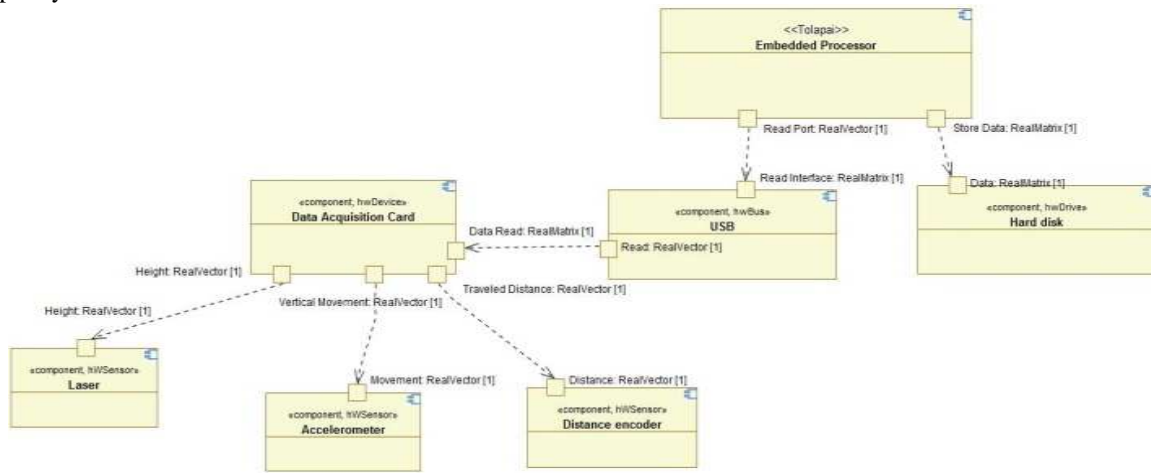 <<Tolapai>>
Embedded Processor
Read Port: RealVector [1]
Store Data: RealMatrix [1]
Read Interface: RealMatrix [1]
Data: RealMatrix [1]
«component, hwDevice»
Data Acquisition Card
«component, hwBus»
USB
«component, hwDrive»
Hard disk
Data Read: RealMatrix [1]
Read: RealVector [1]
Height: RealVector [1]
Vertical Movement: RealVector [1]
Traveled Distance: RealVector [1]
Height: RealVector [1]
«component, hWSensor»
Laser
Movement: RealVector [1]
Distance: RealVector [1]
«component, hWSensor»
Accelerometer
«component, hWSensor»
Distance encoder